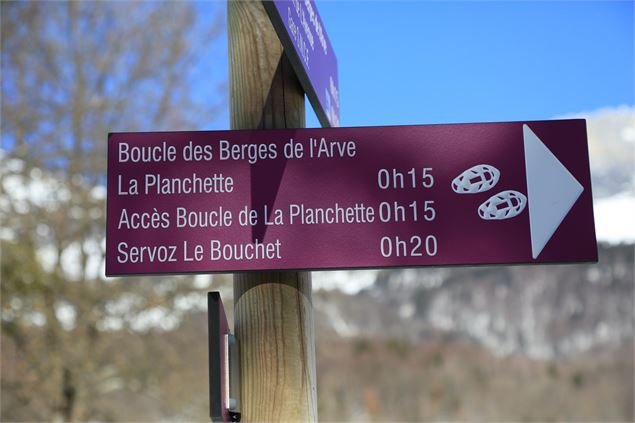 Boucle des Berges de l'Arve
La Planchette 0h15
Accès Boucle de La Planchette 0h15
Servoz Le Bouchet 0h20